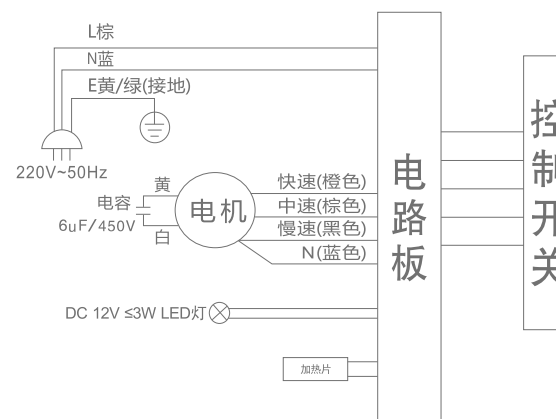 L棕
N蓝
E黄/绿(接地)
220V~50Hz
黄
电容
6uF/450V
白
电机
快速(橙色)
中速(棕色)
慢速(黑色)
N(蓝色)
DC 12V ≤3W LED灯
加热片
电路板
控制开关